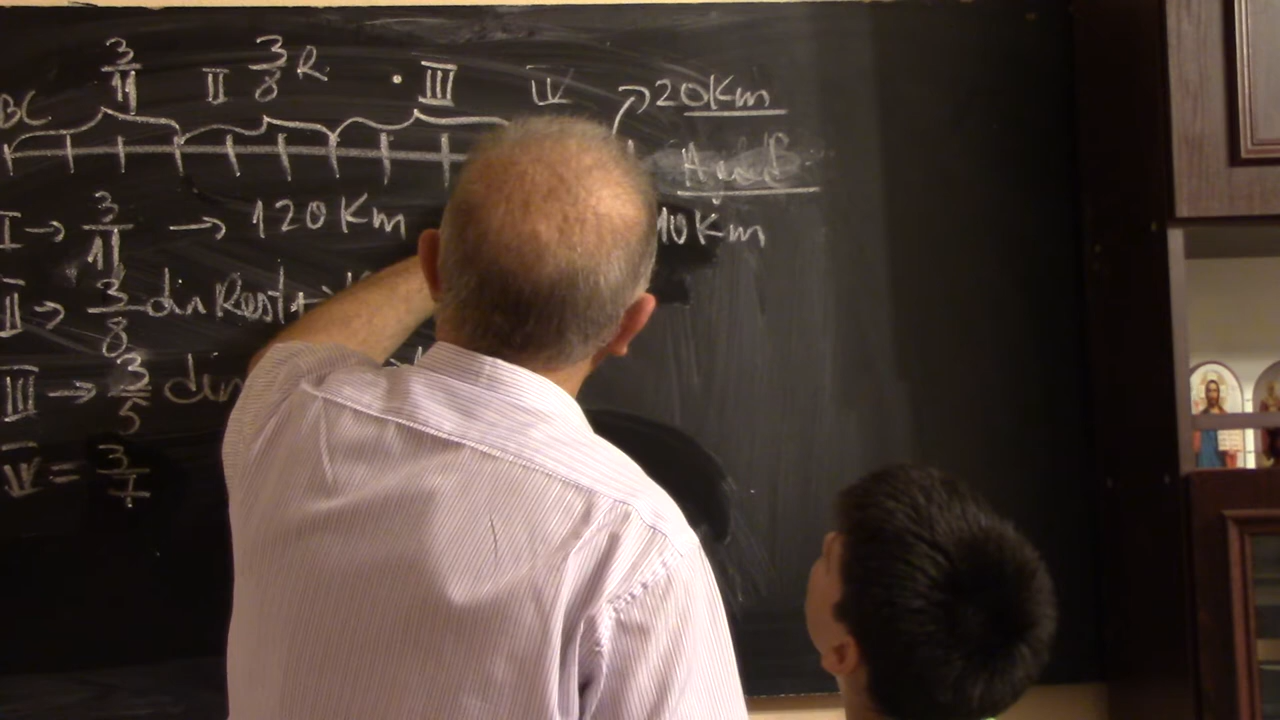 3/11 II 3/8 R . III IV 20Km
BC
I → 3/11 → 120 Km 10Km
II → 3/8 din Rest
III → 3/5 din
IV = 3/7